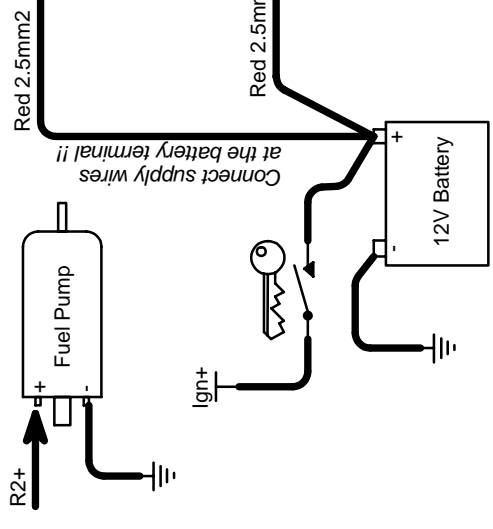 Red 2.5mm2
Red 2.5mm
Connect supply wires
at the battery terminal !!
Fuel Pump
+
-
R2+
Ign+
12V Battery
+
-